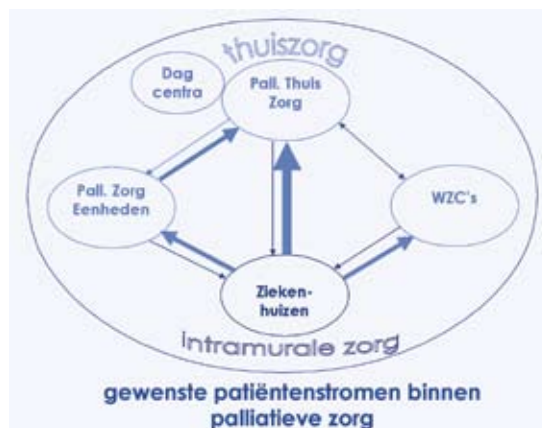 thuiszorg
Dag
centra
Pall. Thuis
Zorg
Pall. Zorg
Eenheden
WZC's
Zieken-
huizen
intramurale zorg
gewenste patiëntenstromen binnen
palliatieve zorg